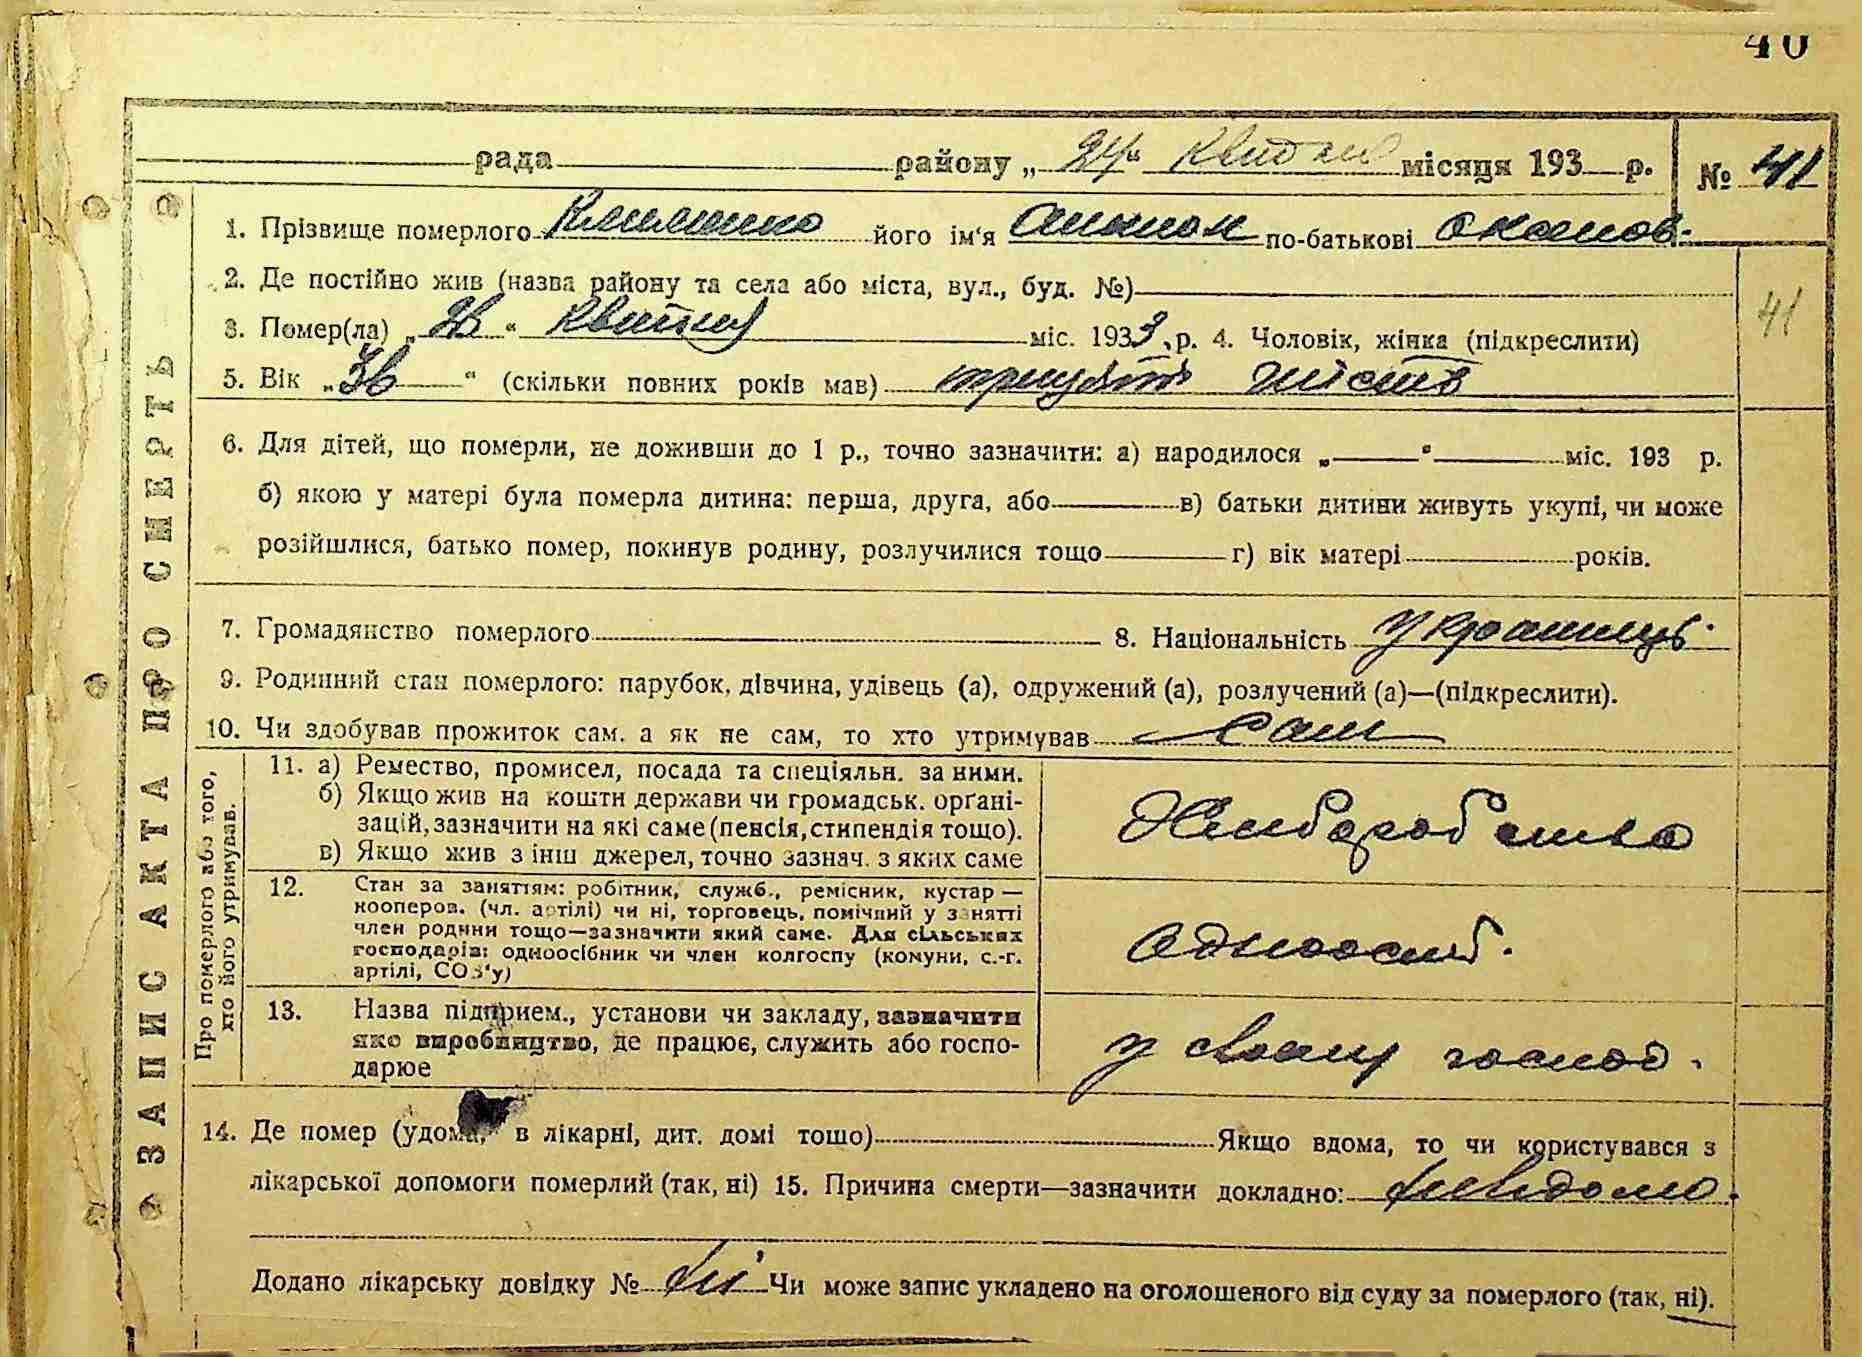 40
рада району „24“ Квітня місяця 193 р. № 41
1. Прізвище померлого його ім'я по-батькові
2. Де постійно жив (назва району та села або міста, вул., буд. №)
41
3. Помер(ла) „ “ Квітня міс. 1933 р. 4. Чоловік, жінка (підкреслити)
5. Вік „36“ (скільки повних років мав) шість
6. Для дітей, що померли, не доживши до 1 р., точно зазначити: а) народилося „ “ міс. 193 р.
б) якою у матері була померла дитина: перша, друга, або в) батьки дитини живуть укупі, чи може
розійшлися, батько помер, покинув родину, розлучилися тощо г) вік матері років.
7. Громадянство померлого 8. Національність Українець
9. Родинний стан померлого: парубок, дівчина, удівець (а), одружений (а), розлучений (а)—(підкреслити).
10. Чи здобував прожиток сам, а як не сам, то хто утримував Сам
ЗАПИС АКТА ПРО СМЕРТЬ
Про померлого або того,
хто його утримував.
11. а) Ремество, промисел, посада та спеціяльн. за ними.
б) Якщо жив на кошти держави чи громадськ. орґані-
зацій, зазначити на які саме (пенсія, стипендія тощо).
в) Якщо жив з інш джерел, точно зазнач. з яких саме
Хліборобство
12. Стан за заняттям: робітник, служб., ремісник, кустар —
кооперов. (чл. артілі) чи ні, торговець, помічний у занятті
член родини тощо—зазначити який саме. Для сільських
господарів: одноосібник чи член колгоспу (комуни, с.-г.
артілі, СОЗ'у)
Одноосіб.
13. Назва підприєм., установи чи закладу, зазначити
яке виробництво, де працює, служить або госпо-
дарює
у своєму господ.
14. Де помер (удома, в лікарні, дит. домі тощо) Якщо вдома, то чи користувався з
лікарської допомоги померлий (так, ні) 15. Причина смерти—зазначити докладно: невідомо.
Додано лікарську довідку № ні Чи може запис укладено на оголошеного від суду за померлого (так, ні).